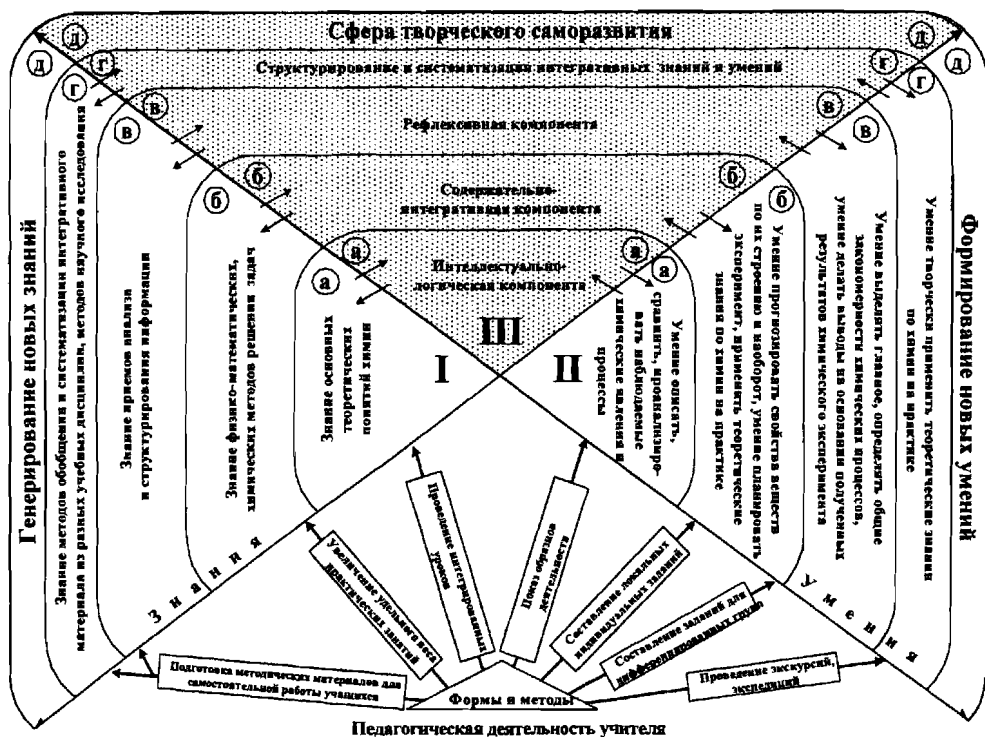 Сфера творческого саморазвития
Структурирование и систематизация интегративных знаний и умений
Рефлексивная компонента
Содержательно-
интегративная компонента
Интеллектуально-
логическая компонента
III
I
II
д
д
г
г
в
в
б
б
а
а
д
д
г
г
в
в
б
б
а
а
Генерирование новых знаний
Знание методов обобщения и систематизации интегративного
материала из разных учебных дисциплин, методов научного исследования
Знание приемов анализа
и структурирования информации
Знание физико-математических,
химических методов решения задач
Знание основных
теоретических
понятий химии
Знания
Умение описать,
сравнить, проанализиро-
вать наблюдаемые
химические явления и
процессы
Умение прогнозировать свойства веществ
по их строению и наоборот, умение планировать
эксперимент, применять теоретические
знания по химии на практике
Умение выделять главное, определять общие
закономерности химических процессов,
умение делать выводы на основании полученных
результатов химического эксперимента
Умение творчески применять теоретические знания
по химии на практике
Формирование новых умений
Умения
Подготовка методических материалов для
самостоятельной работы учащихся
Увеличение удельного веса
практических занятий
Проведение интегрированных
уроков
Показ образцов
деятельности
Составление локальных
индивидуальных заданий
Составление заданий для
дифференцированных групп
Проведение экскурсий,
экспедиций
Формы и методы
Педагогическая деятельность учителя